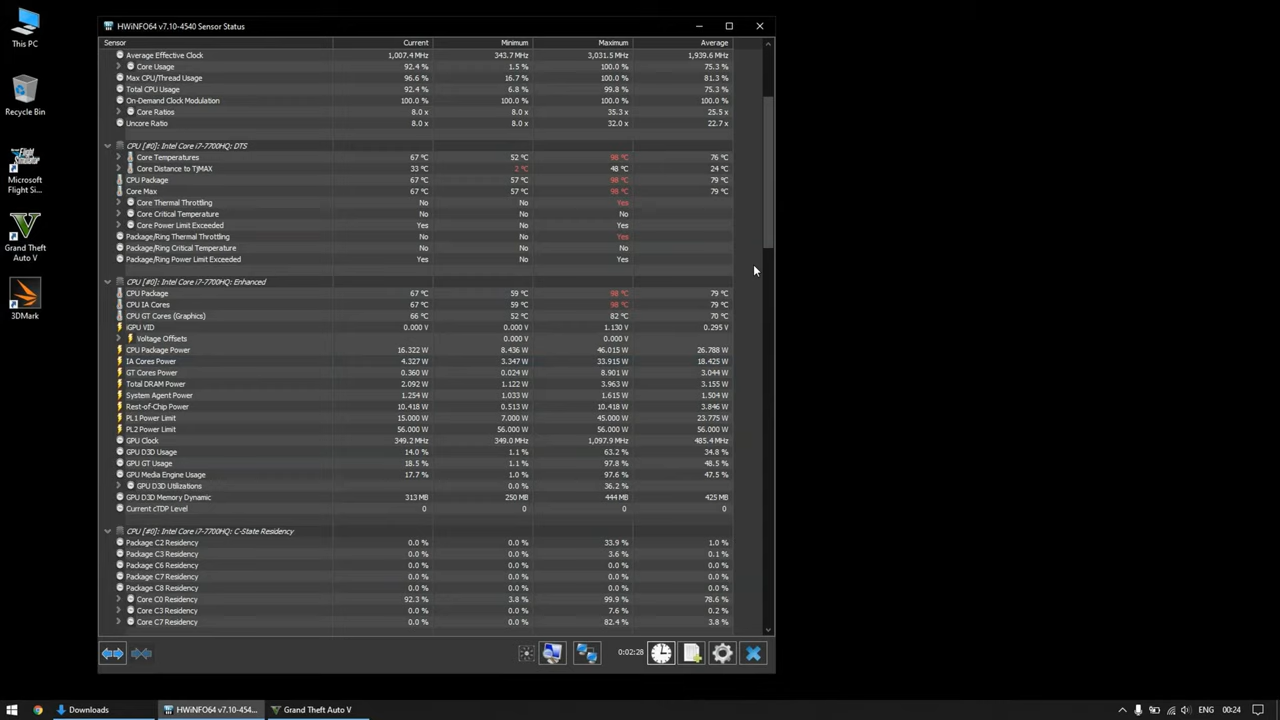 This PC
Recycle Bin
Microsoft
Flight Si...
Grand Theft
Auto V
3DMark
HWiNFO64 v7.10-4540 Sensor Status
Sensor Current Minimum Maximum Average
Average Effective Clock 1,007.4 MHz 343.7 MHz 3,031.5 MHz 1,939.6 MHz
Core Usage 92.4 % 1.5 % 100.0 % 75.3 %
Max CPU/Thread Usage 96.6 % 16.7 % 100.0 % 81.3 %
Total CPU Usage 92.4 % 6.8 % 99.8 % 75.3 %
On-Demand Clock Modulation 100.0 % 100.0 % 100.0 % 100.0 %
Core Ratios 8.0 x 8.0 x 35.3 x 25.5 x
Uncore Ratio 8.0 x 8.0 x 32.0 x 22.7 x
CPU [#0]: Intel Core i7-7700HQ: DTS
Core Temperatures 67 °C 52 °C 98 °C 76 °C
Core Distance to TjMAX 33 °C 2 °C 48 °C 24 °C
CPU Package 67 °C 57 °C 98 °C 79 °C
Core Max 67 °C 57 °C 98 °C 79 °C
Core Thermal Throttling No No Yes
Core Critical Temperature No No No
Core Power Limit Exceeded Yes No Yes
Package/Ring Thermal Throttling No No Yes
Package/Ring Critical Temperature No No No
Package/Ring Power Limit Exceeded Yes No Yes
CPU [#0]: Intel Core i7-7700HQ: Enhanced
CPU Package 67 °C 59 °C 98 °C 79 °C
CPU IA Cores 67 °C 59 °C 98 °C 79 °C
CPU GT Cores (Graphics) 66 °C 52 °C 82 °C 70 °C
iGPU VID 0.000 V 0.000 V 1.130 V 0.295 V
Voltage Offsets 0.000 V 0.000 V
CPU Package Power 16.322 W 8.436 W 46.015 W 26.788 W
IA Cores Power 4.327 W 3.347 W 33.915 W 18.425 W
GT Cores Power 0.360 W 0.024 W 8.901 W 3.044 W
Total DRAM Power 2.092 W 1.122 W 3.963 W 3.155 W
System Agent Power 1.254 W 1.033 W 1.615 W 1.504 W
Rest-of-Chip Power 10.418 W 0.513 W 10.418 W 3.846 W
PL1 Power Limit 15.000 W 7.000 W 45.000 W 23.775 W
PL2 Power Limit 56.000 W 56.000 W 56.000 W 56.000 W
GPU Clock 349.2 MHz 349.0 MHz 1,097.9 MHz 485.4 MHz
GPU D3D Usage 14.0 % 1.1 % 63.2 % 34.8 %
GPU GT Usage 18.5 % 1.1 % 97.8 % 48.5 %
GPU Media Engine Usage 17.7 % 1.0 % 97.6 % 47.5 %
GPU D3D Utilizations 0.0 % 36.2 %
GPU D3D Memory Dynamic 313 MB 250 MB 444 MB 425 MB
Current cTDP Level 0 0 0 0
CPU [#0]: Intel Core i7-7700HQ: C-State Residency
Package C2 Residency 0.0 % 0.0 % 33.9 % 1.0 %
Package C3 Residency 0.0 % 0.0 % 3.6 % 0.1 %
Package C6 Residency 0.0 % 0.0 % 0.0 % 0.0 %
Package C7 Residency 0.0 % 0.0 % 0.0 % 0.0 %
Package C8 Residency 0.0 % 0.0 % 0.0 % 0.0 %
Core C0 Residency 92.3 % 3.8 % 99.9 % 78.6 %
Core C3 Residency 0.0 % 0.0 % 7.6 % 0.2 %
Core C7 Residency 0.0 % 0.0 % 82.4 % 3.8 %
0:02:28
Downloads
HWiNFO64 v7.10-454...
Grand Theft Auto V
ENG
00:24